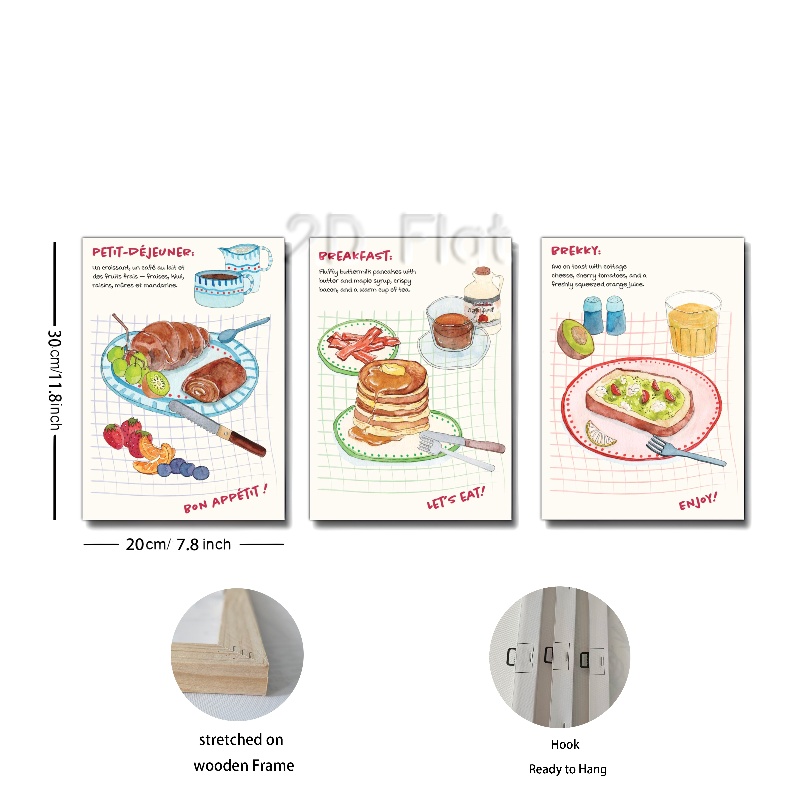 2D Flat
PETIT-DÉJEUNER:
Un croissant, un café au lait et
des fruits frais — fraises, kiwi,
raisins, mûres et mandarine.
BON APPÉTIT!
BREAKFAST:
Fluffy buttermilk pancakes with
butter and maple syrup, crispy
bacon, and a warm cup of tea.
LET'S EAT!
BREKKY:
Avo on toast with cottage
cheese, cherry tomatoes, and a
freshly squeezed orange juice.
ENJOY!
30cm/11.8inch
20cm/ 7.8 inch
stretched on
wooden Frame
Hook
Ready to Hang